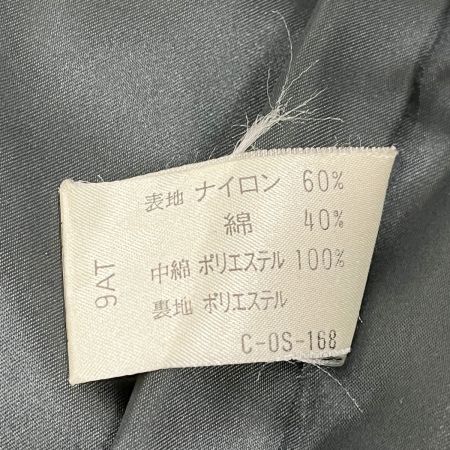 表地 ナイロン 60%
綿 40%
中綿 ポリエステル 100%
裏地 ポリエステル
C-OS-168
9AT